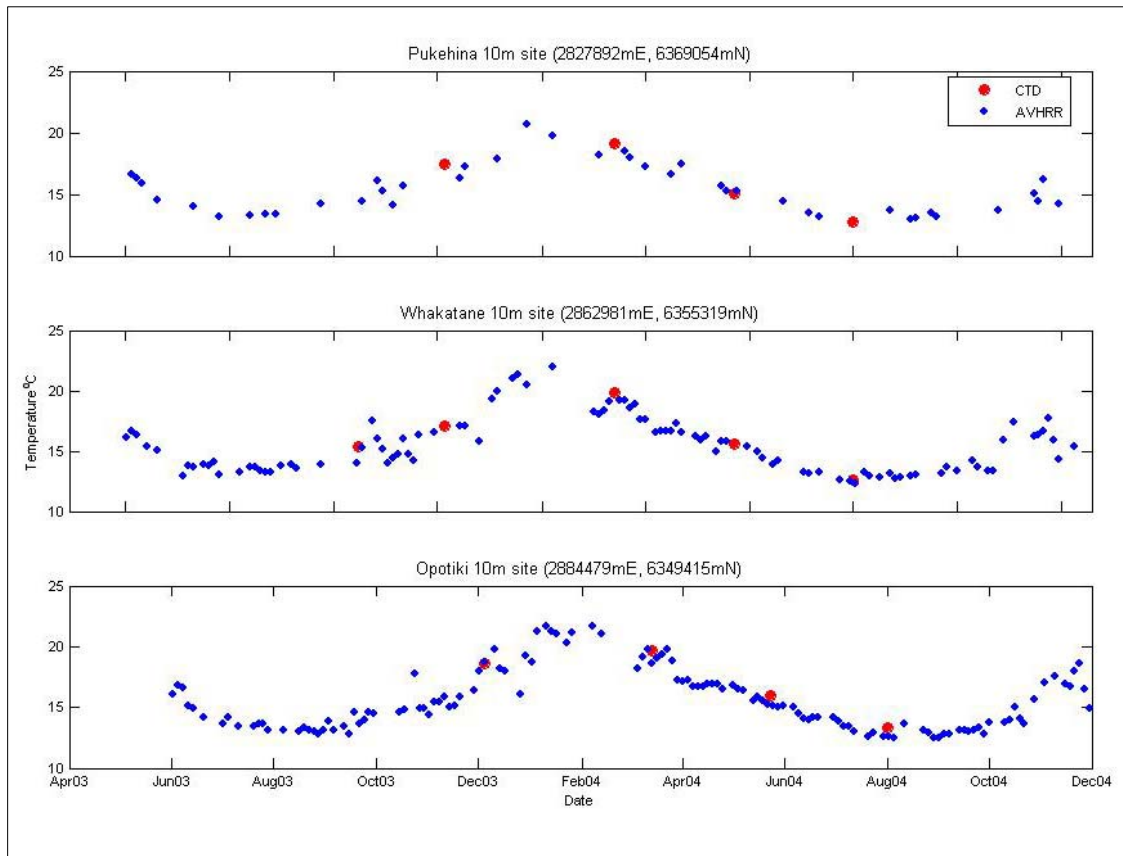 Pukehina 10m site (2827892mE, 6369054mN)
25
20
15
10
CTD
AVHRR
Whakatane 10m site (2862981mE, 6355319mN)
25
20
15
10
Temperature °C
Opotiki 10m site (2884479mE, 6349415mN)
25
20
15
10
Apr03 Jun03 Aug03 Oct03 Dec03 Feb04 Apr04 Jun04 Aug04 Oct04 Dec04
Date